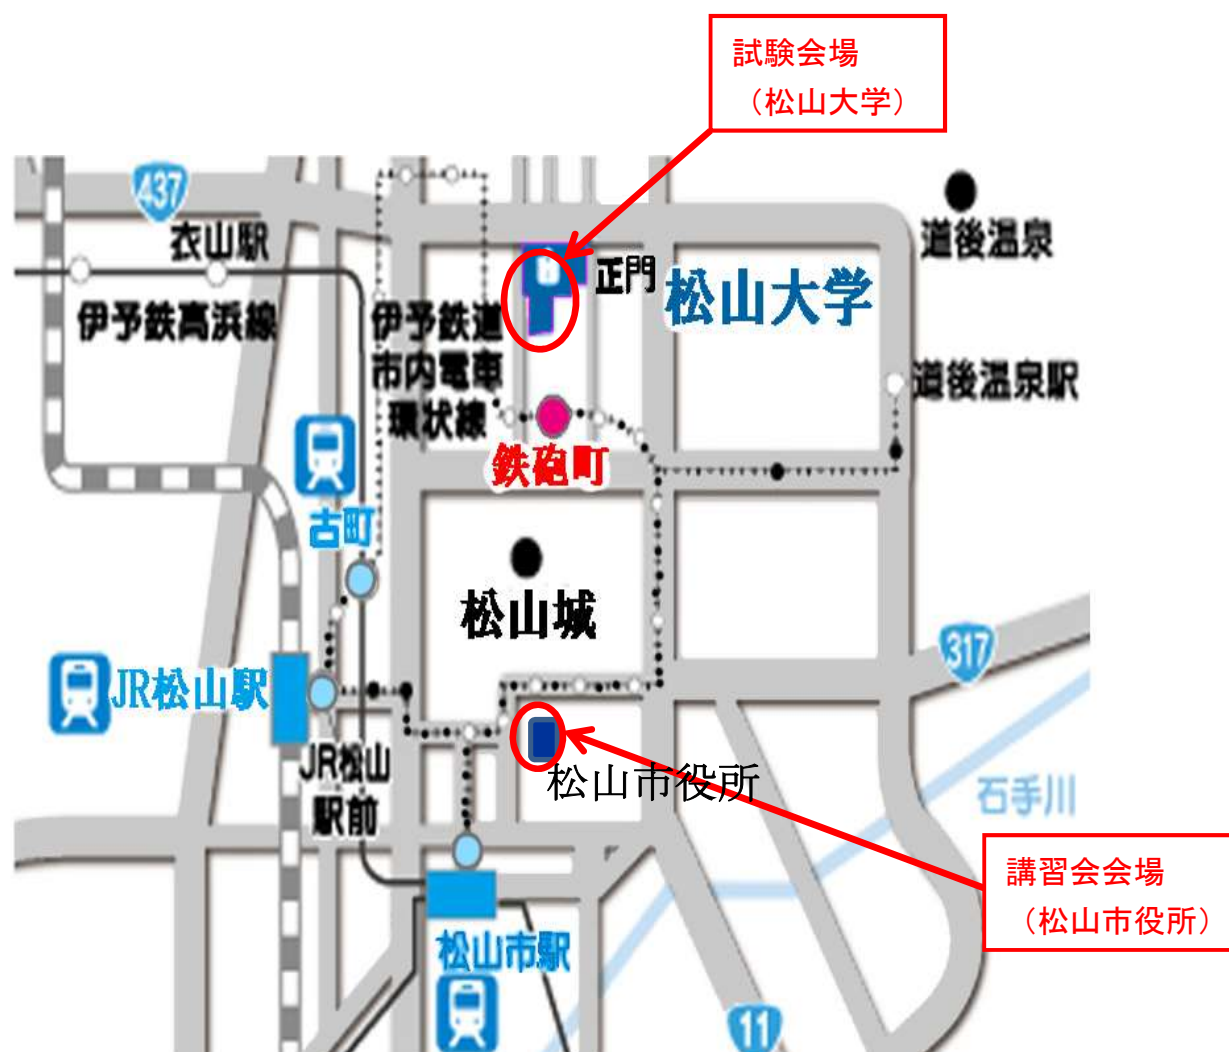 試験会場
（松山大学）
437
衣山駅
道後温泉
正門
松山大学
伊予鉄高浜線
伊予鉄道
市内電車
環状線
道後温泉駅
鉄砲町
古町
松山城
317
JR松山駅
JR松山
駅前
松山市役所
石手川
講習会会場
（松山市役所）
松山市駅
11